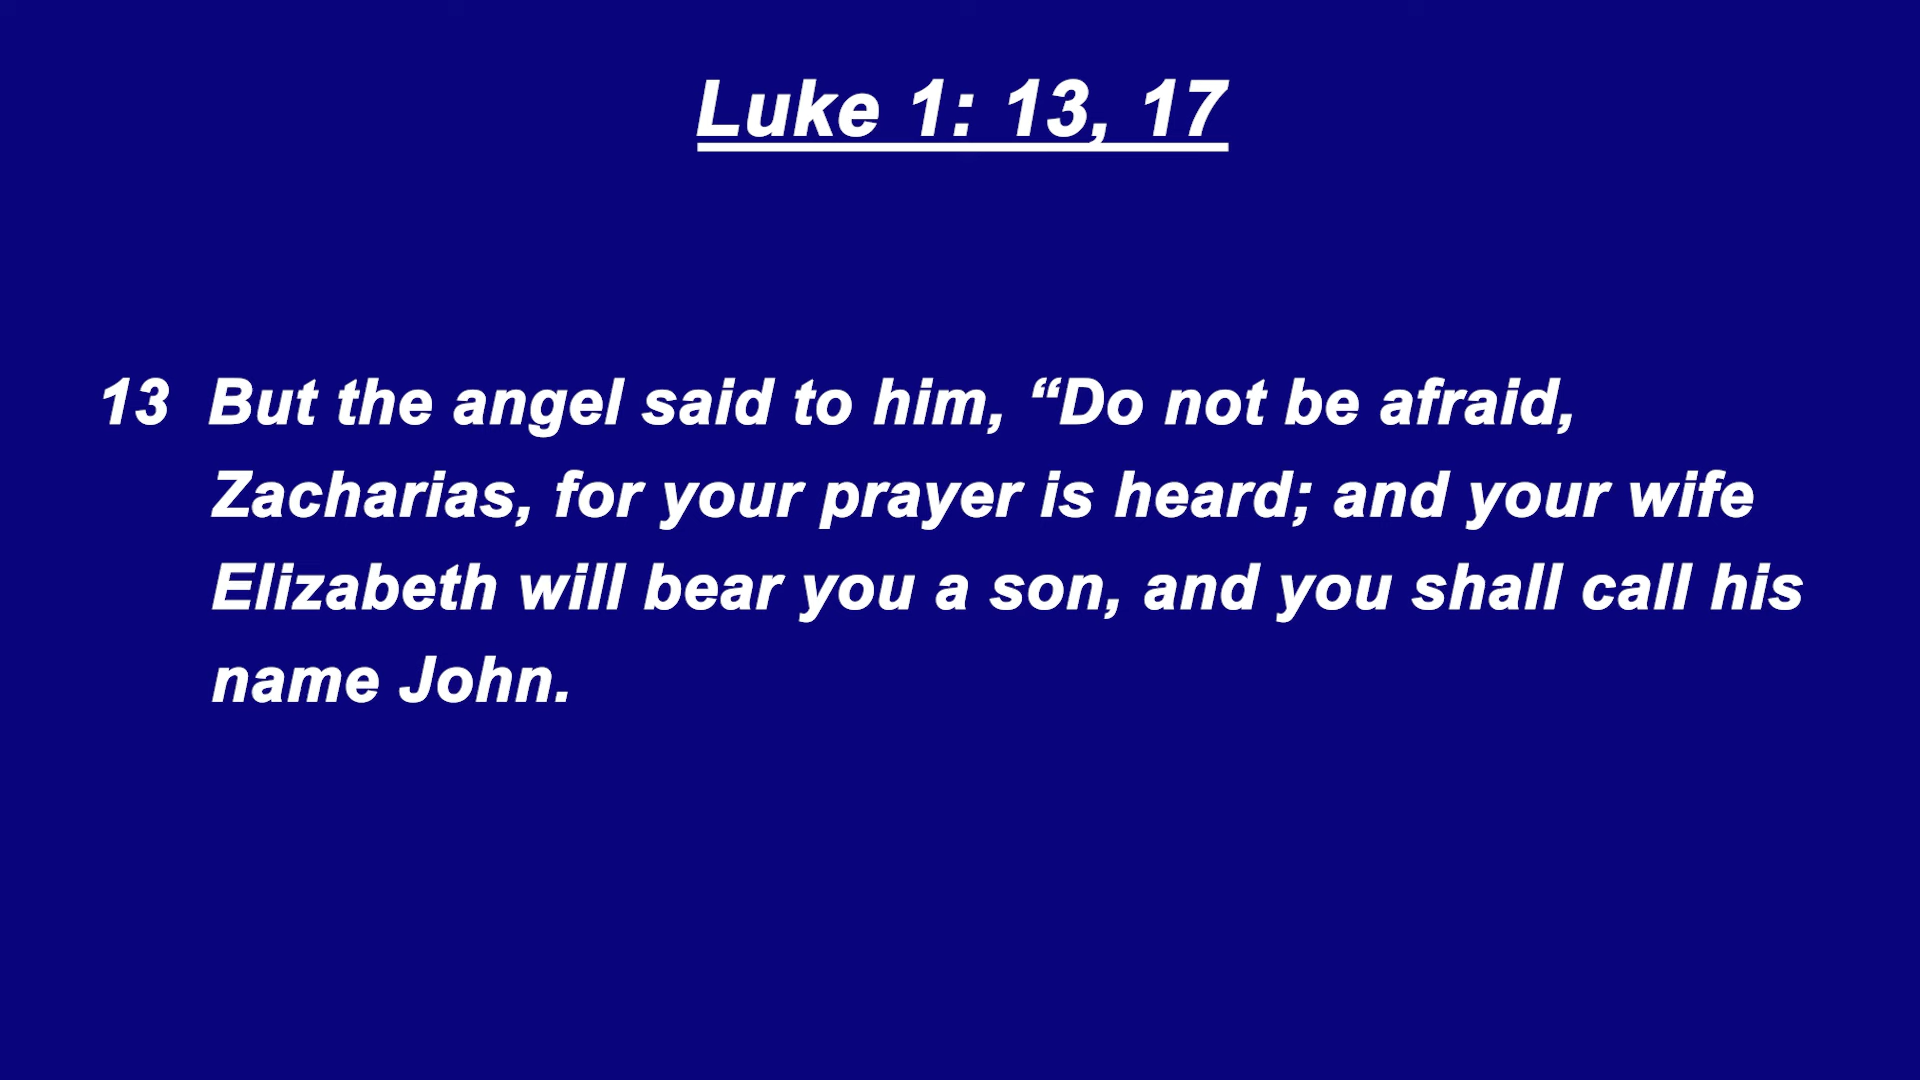 Luke 1: 13, 17
13 But the angel said to him, “Do not be afraid,
Zacharias, for your prayer is heard; and your wife
Elizabeth will bear you a son, and you shall call his
name John.